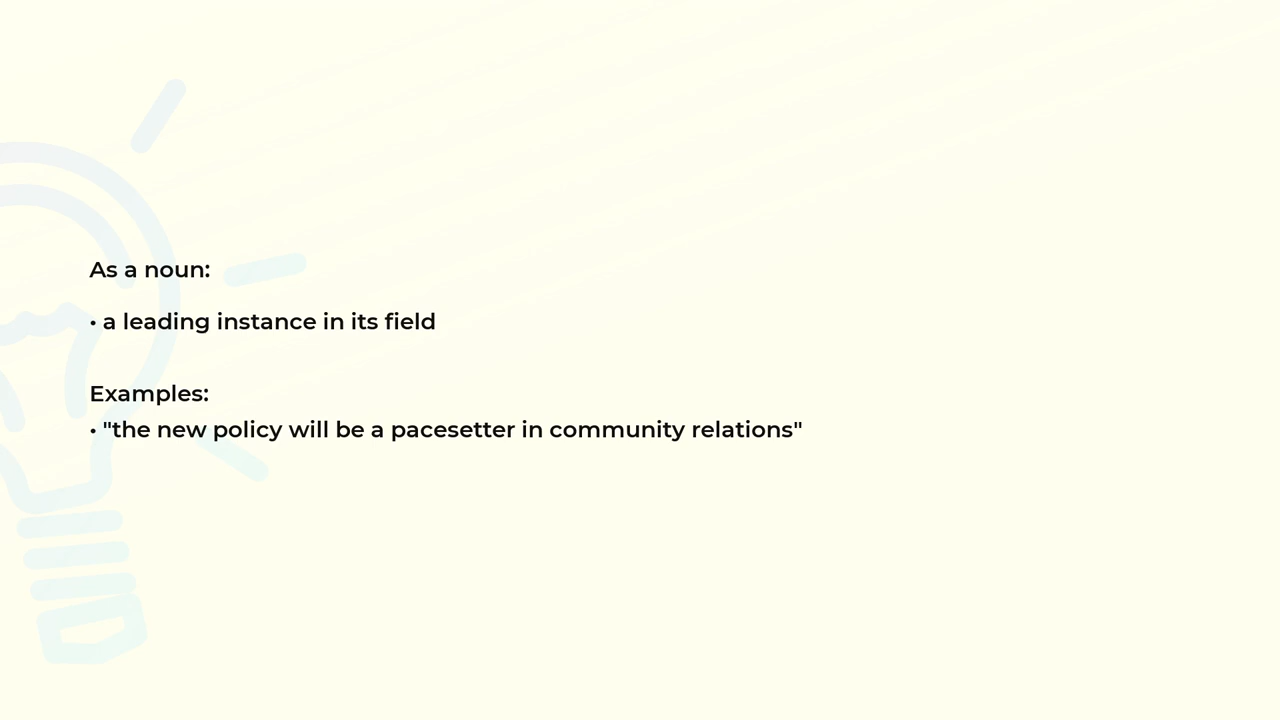 As a noun:
• a leading instance in its field
Examples:
• "the new policy will be a pacesetter in community relations"